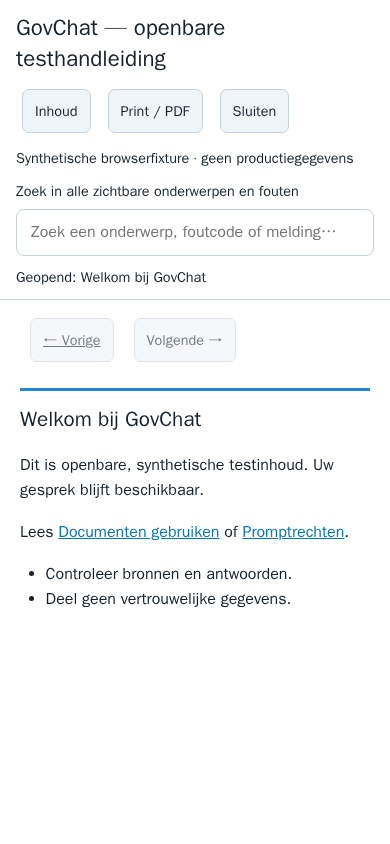 GovChat — openbare
testhandleiding
Inhoud
Print / PDF
Sluiten
Synthetische browserfixture · geen productiegegevens
Zoek in alle zichtbare onderwerpen en fouten
Zoek een onderwerp, foutcode of melding…
Geopend: Welkom bij GovChat
← Vorige
Volgende →
Welkom bij GovChat
Dit is openbare, synthetische testinhoud. Uw
gesprek blijft beschikbaar.
Lees Documenten gebruiken of Promptrechten.
• Controleer bronnen en antwoorden.
• Deel geen vertrouwelijke gegevens.